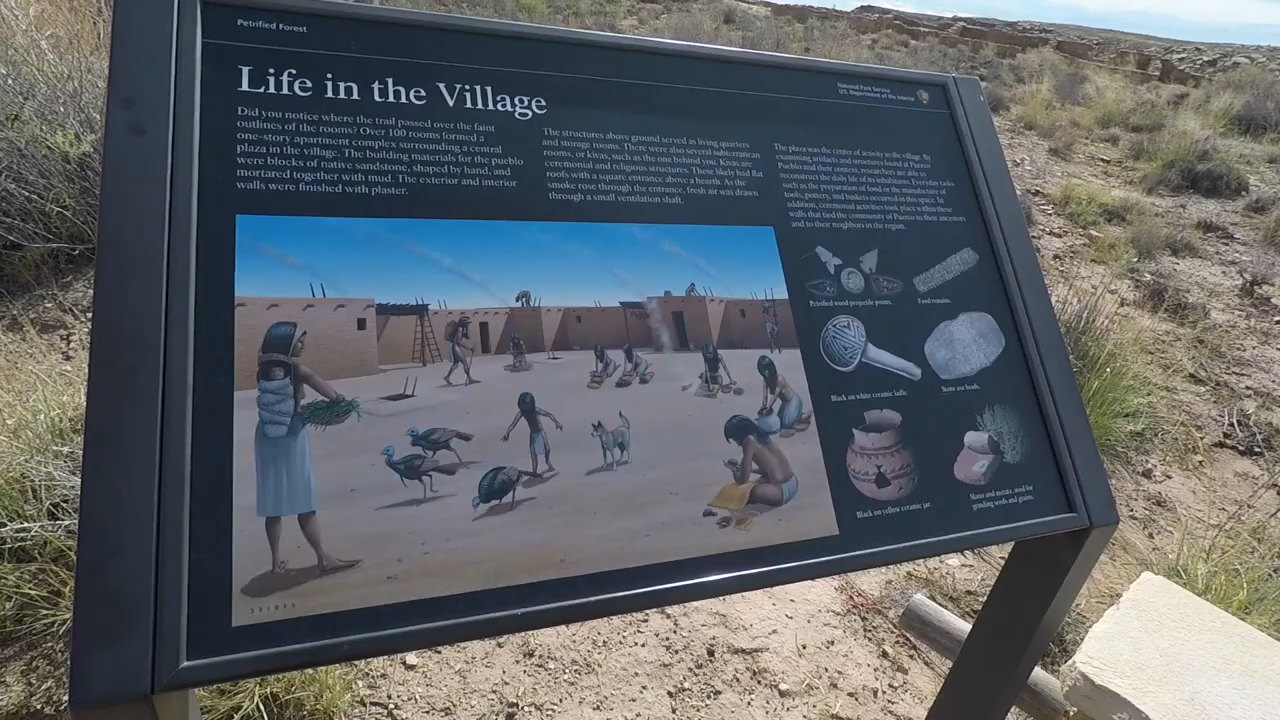 Petrified Forest
National Park Service
U.S. Department of the Interior
Life in the Village
Did you notice where the trail passed over the faint
outlines of the rooms? Over 100 rooms formed a
one-story apartment complex surrounding a central
plaza in the village. The building materials for the pueblo
were blocks of native sandstone, shaped by hand, and
mortared together with mud. The exterior and interior
walls were finished with plaster.
The structures above ground served as living quarters
and storage rooms. There were also several subterranean
rooms, or kivas, such as the one behind you. Kivas are
ceremonial and religious structures. These likely had flat
roofs with a square entrance above a hearth. As the
smoke rose through the entrance, fresh air was drawn
through a small ventilation shaft.
The plaza was the center of activity in the village. By
examining artifacts and structures found at Puerco
Pueblo and their context, researchers are able to
reconstruct the daily life of its inhabitants. Everyday tasks
such as the preparation of food or the manufacture of
tools, pottery, and baskets occurred in this space. In
addition, ceremonial activities took place within these
walls that tied the community of Puerco to their ancestors
and to their neighbors in the region.
Petrified wood projectile points.
Food remains.
Black on white ceramic ladle.
Stone axe heads.
Black on yellow ceramic jar.
Mano and metate, used for
grinding seeds and grains.
SEIBEL